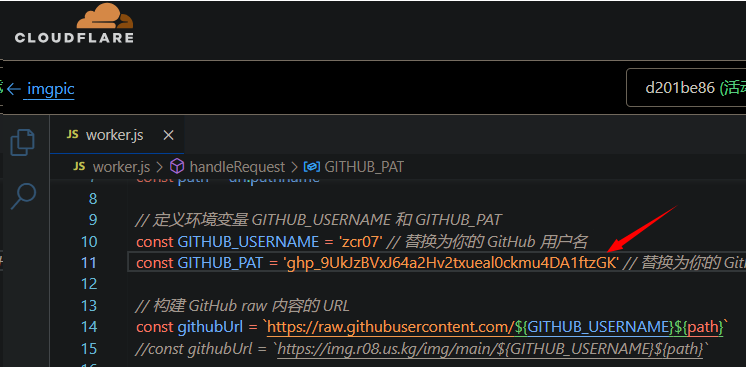 CLOUDFLARE
← imgpic
d201be86 (活动
JS worker.js ×
JS worker.js > handleRequest > GITHUB_PAT
const path = url.pathname
8
9 // 定义环境变量 GITHUB_USERNAME 和 GITHUB_PAT
10 const GITHUB_USERNAME = 'zcr07' // 替换为你的 GitHub 用户名
11 const GITHUB_PAT = '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' // 替换为你的
12
13 // 构建 GitHub raw 内容的 URL
14 const githubUrl = `https://raw.githubusercontent.com/${GITHUB_USERNAME}${path}`
15 //const githubUrl = `https://img.r08.us.kg/img/main/${GITHUB_USERNAME}${path}`